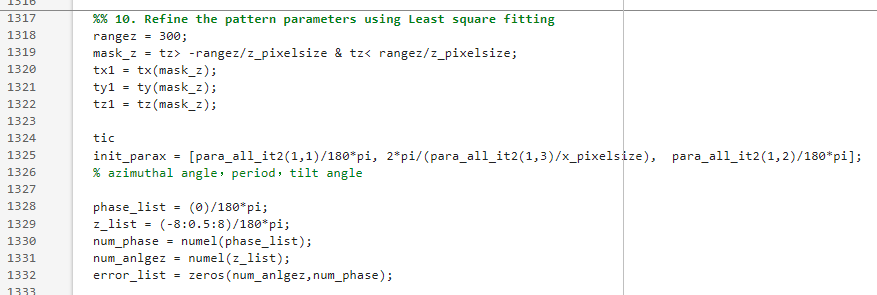 1316
1317 %% 10. Refine the pattern parameters using Least square fitting
1318 rangez = 300;
1319 mask_z = tz> -rangez/z_pixelsize & tz< rangez/z_pixelsize;
1320 tx1 = tx(mask_z);
1321 ty1 = ty(mask_z);
1322 tz1 = tz(mask_z);
1323
1324 tic
1325 init_parax = [para_all_it2(1,1)/180*pi, 2*pi/(para_all_it2(1,3)/x_pixelsize),  para_all_it2(1,2)/180*pi];
1326 % azimuthal angle，period，tilt angle
1327
1328 phase_list = (0)/180*pi;
1329 z_list = (-8:0.5:8)/180*pi;
1330 num_phase = numel(phase_list);
1331 num_anlgez = numel(z_list);
1332 error_list = zeros(num_anlgez,num_phase);
1333